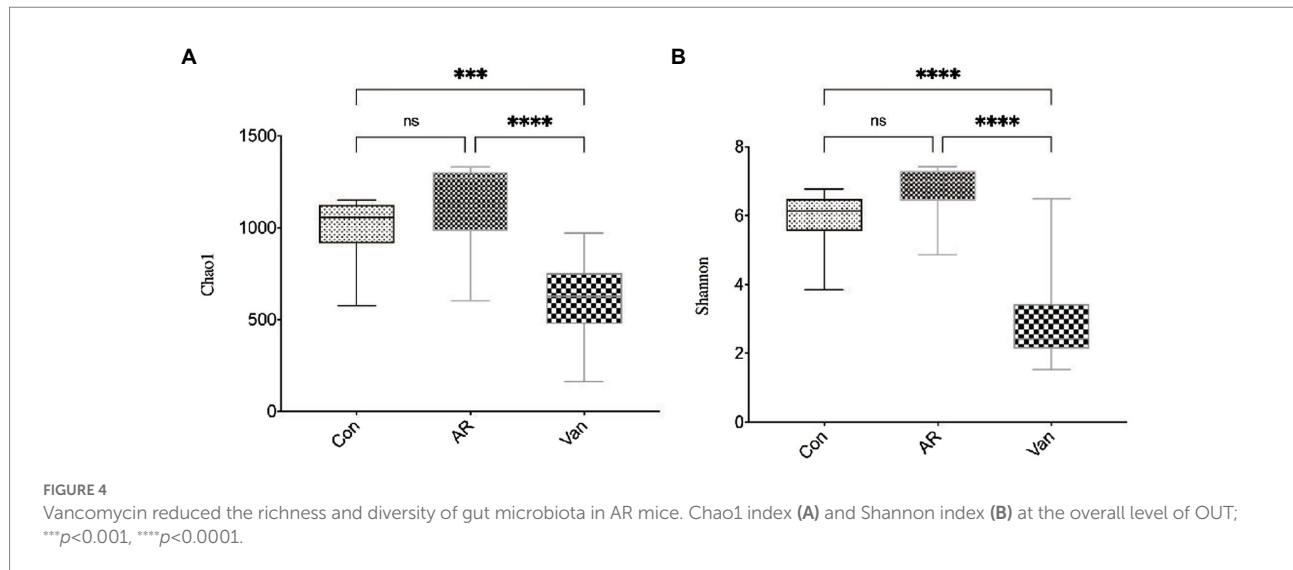 A
***
ns
****
1500
1000
500
0
Chao1
Con
AR
Van
B
****
ns
****
8
6
4
2
0
Shannon
Con
AR
Van
FIGURE 4
Vancomycin reduced the richness and diversity of gut microbiota in AR mice. Chao1 index (A) and Shannon index (B) at the overall level of OUT;
***p<0.001, ****p<0.0001.